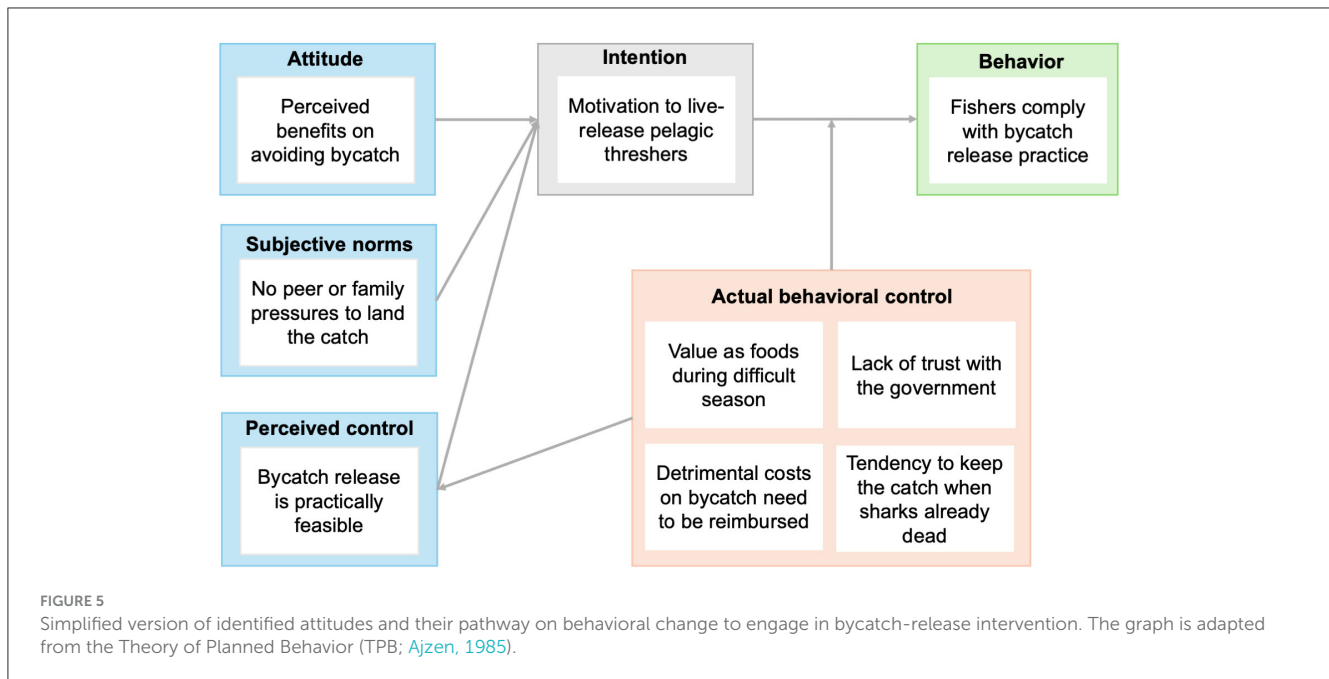 Attitude
Perceived
benefits on
avoiding bycatch
Intention
Motivation to live-
release pelagic
threshers
Behavior
Fishers comply
with bycatch
release practice
Subjective norms
No peer or family
pressures to land
the catch
Perceived control
Bycatch release
is practically
feasible
Actual behavioral control
Value as foods
during difficult
season
Lack of trust with
the government
Detrimental costs
on bycatch need
to be reimbursed
Tendency to keep
the catch when
sharks already
dead
FIGURE 5
Simplified version of identified attitudes and their pathway on behavioral change to engage in bycatch-release intervention. The graph is adapted
from the Theory of Planned Behavior (TPB; Ajzen, 1985).